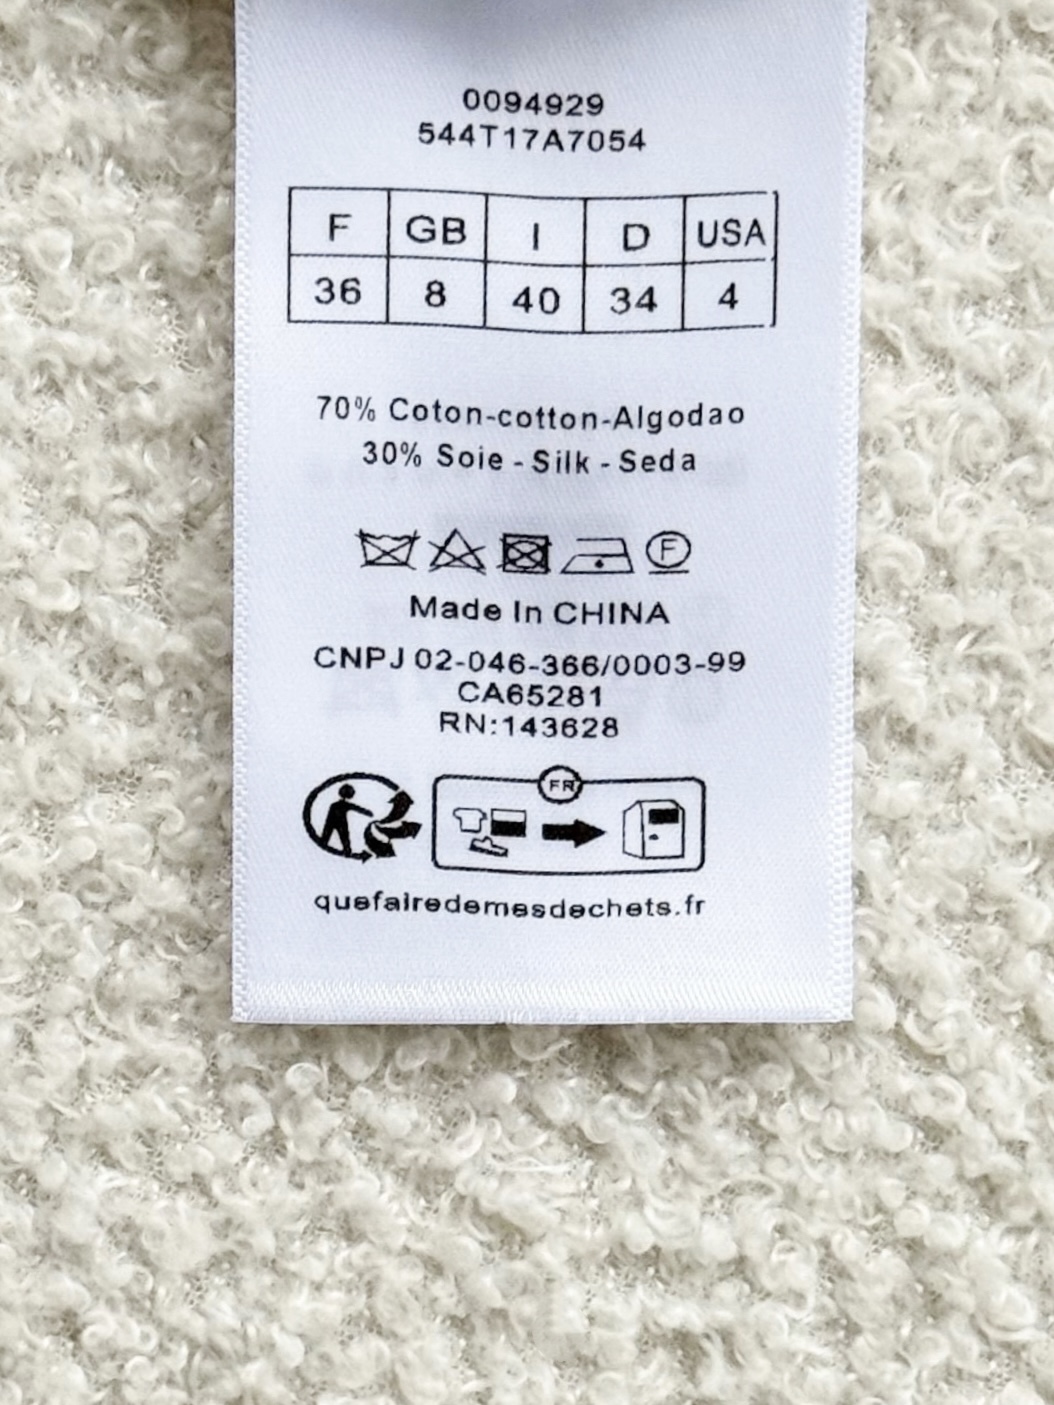 0094929
544T17A7054
F GB I D USA
36 8 40 34 4
70% Coton-cotton-Algodao
30% Soie - Silk - Seda
F
Made In CHINA
CNPJ 02-046-366/0003-99
CA65281
RN:143628
FR
quefairedemesdechets.fr